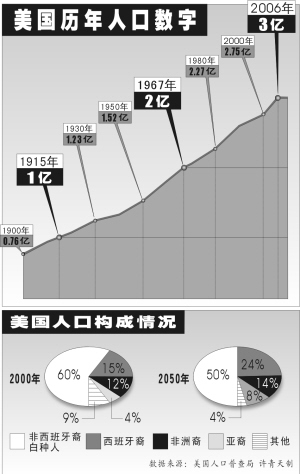 美国历年人口数字
2006年
3亿
2000年
2.75亿
1980年
2.27亿
1967年
2亿
1950年
1.52亿
1930年
1.23亿
1915年
1亿
1900年
0.76亿
美国人口构成情况
2000年
60%
15%
12%
9%
4%
2050年
50%
24%
14%
8%
4%
非西班牙裔
白种人
西班牙裔
非洲裔
亚裔
其他
数据来源：美国人口普查局 许青天制